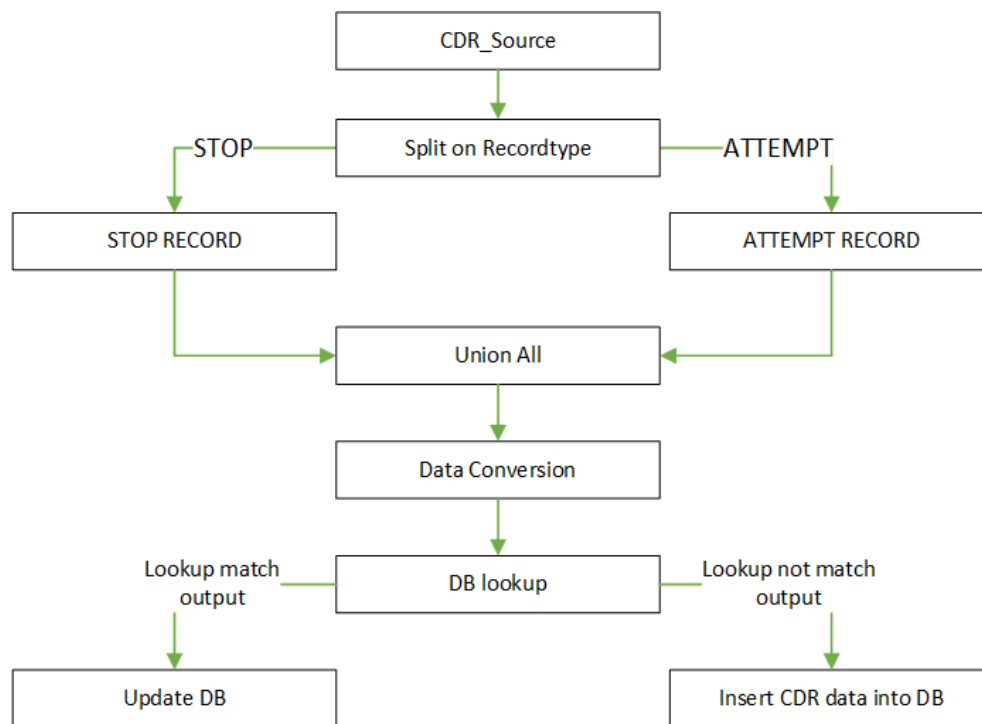 CDR_Source
Split on Recordtype
STOP
ATTEMPT
STOP RECORD
ATTEMPT RECORD
Union All
Data Conversion
DB lookup
Lookup match
output
Lookup not match
output
Update DB
Insert CDR data into DB